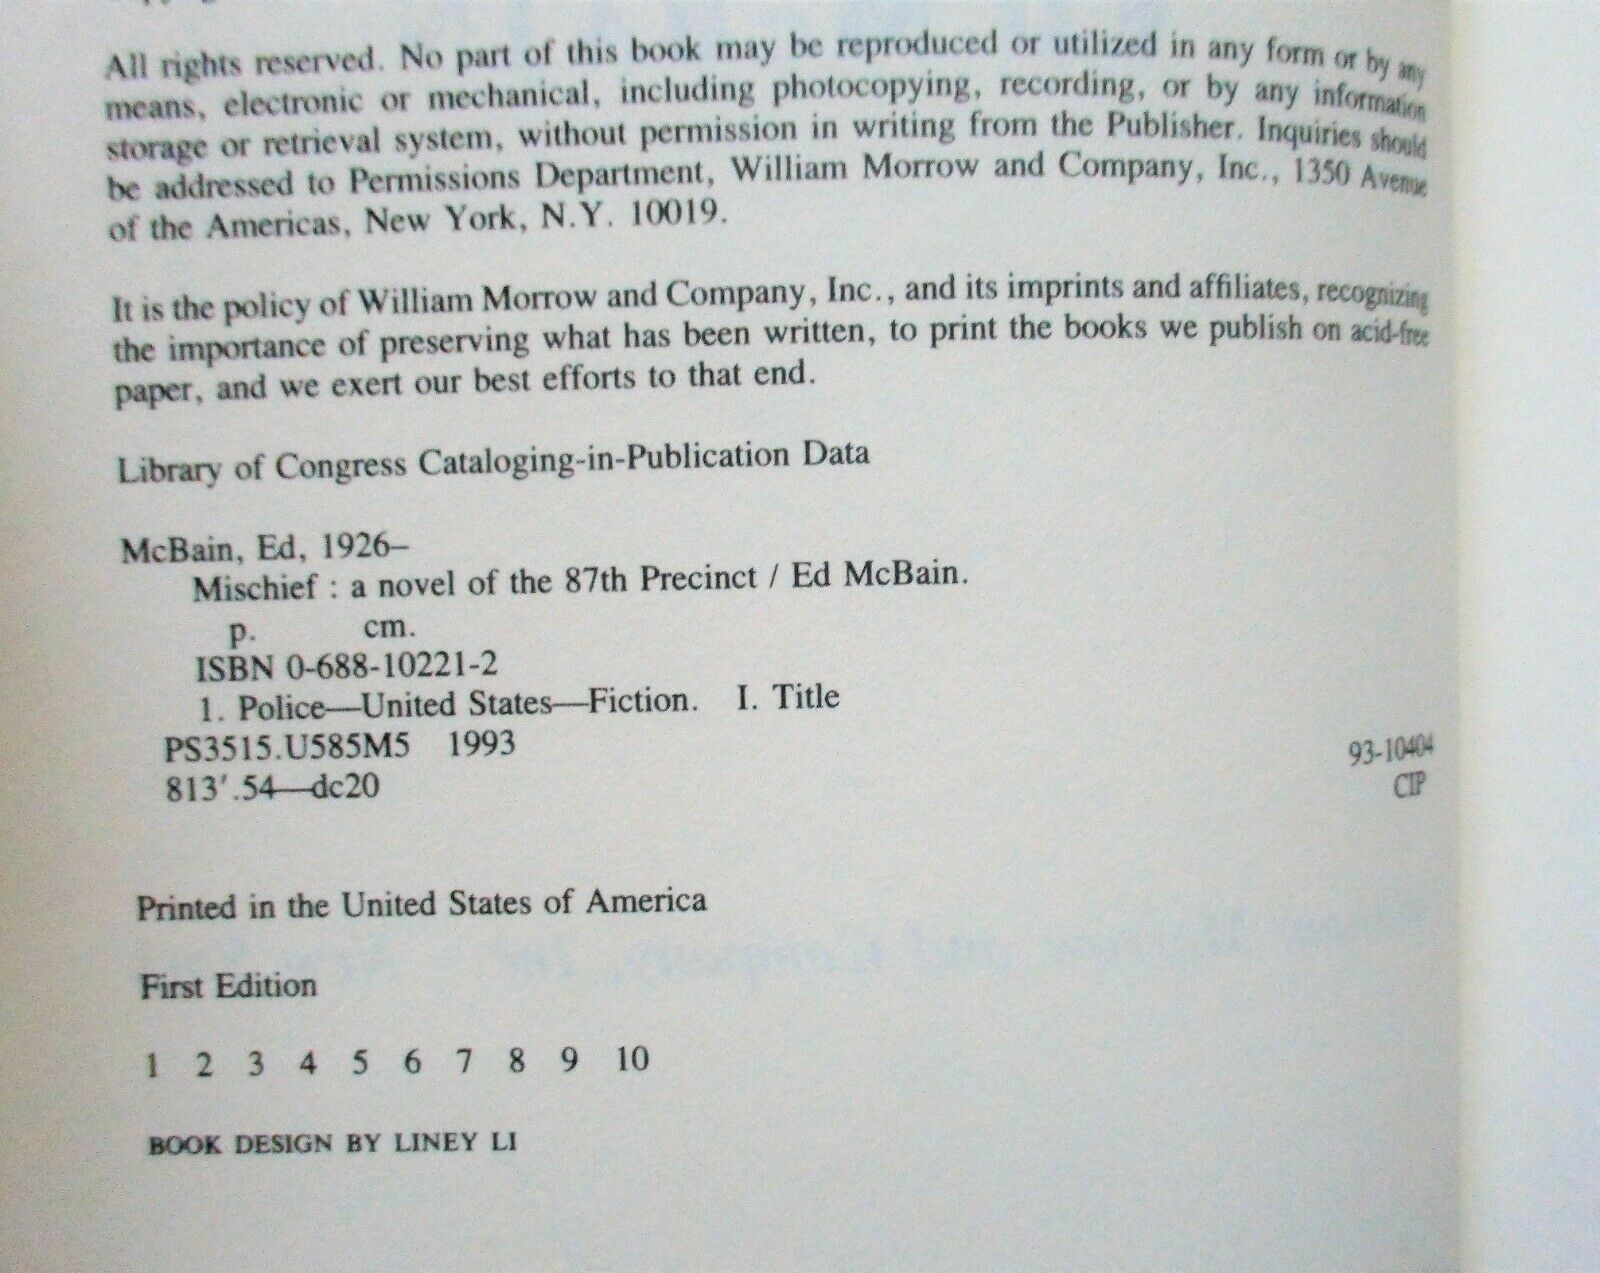 All rights reserved. No part of this book may be reproduced or utilized in any form or by any
means, electronic or mechanical, including photocopying, recording, or by any information
storage or retrieval system, without permission in writing from the Publisher. Inquiries should
be addressed to Permissions Department, William Morrow and Company, Inc., 1350 Avenue
of the Americas, New York, N.Y. 10019.
It is the policy of William Morrow and Company, Inc., and its imprints and affiliates, recognizing
the importance of preserving what has been written, to print the books we publish on acid-free
paper, and we exert our best efforts to that end.
Library of Congress Cataloging-in-Publication Data
McBain, Ed, 1926–
Mischief : a novel of the 87th Precinct / Ed McBain.
p. cm.
ISBN 0-688-10221-2
1. Police—United States—Fiction. I. Title
PS3515.U585M5 1993 93-10404
813'.54—dc20 CIP
Printed in the United States of America
First Edition
1 2 3 4 5 6 7 8 9 10
BOOK DESIGN BY LINEY LI